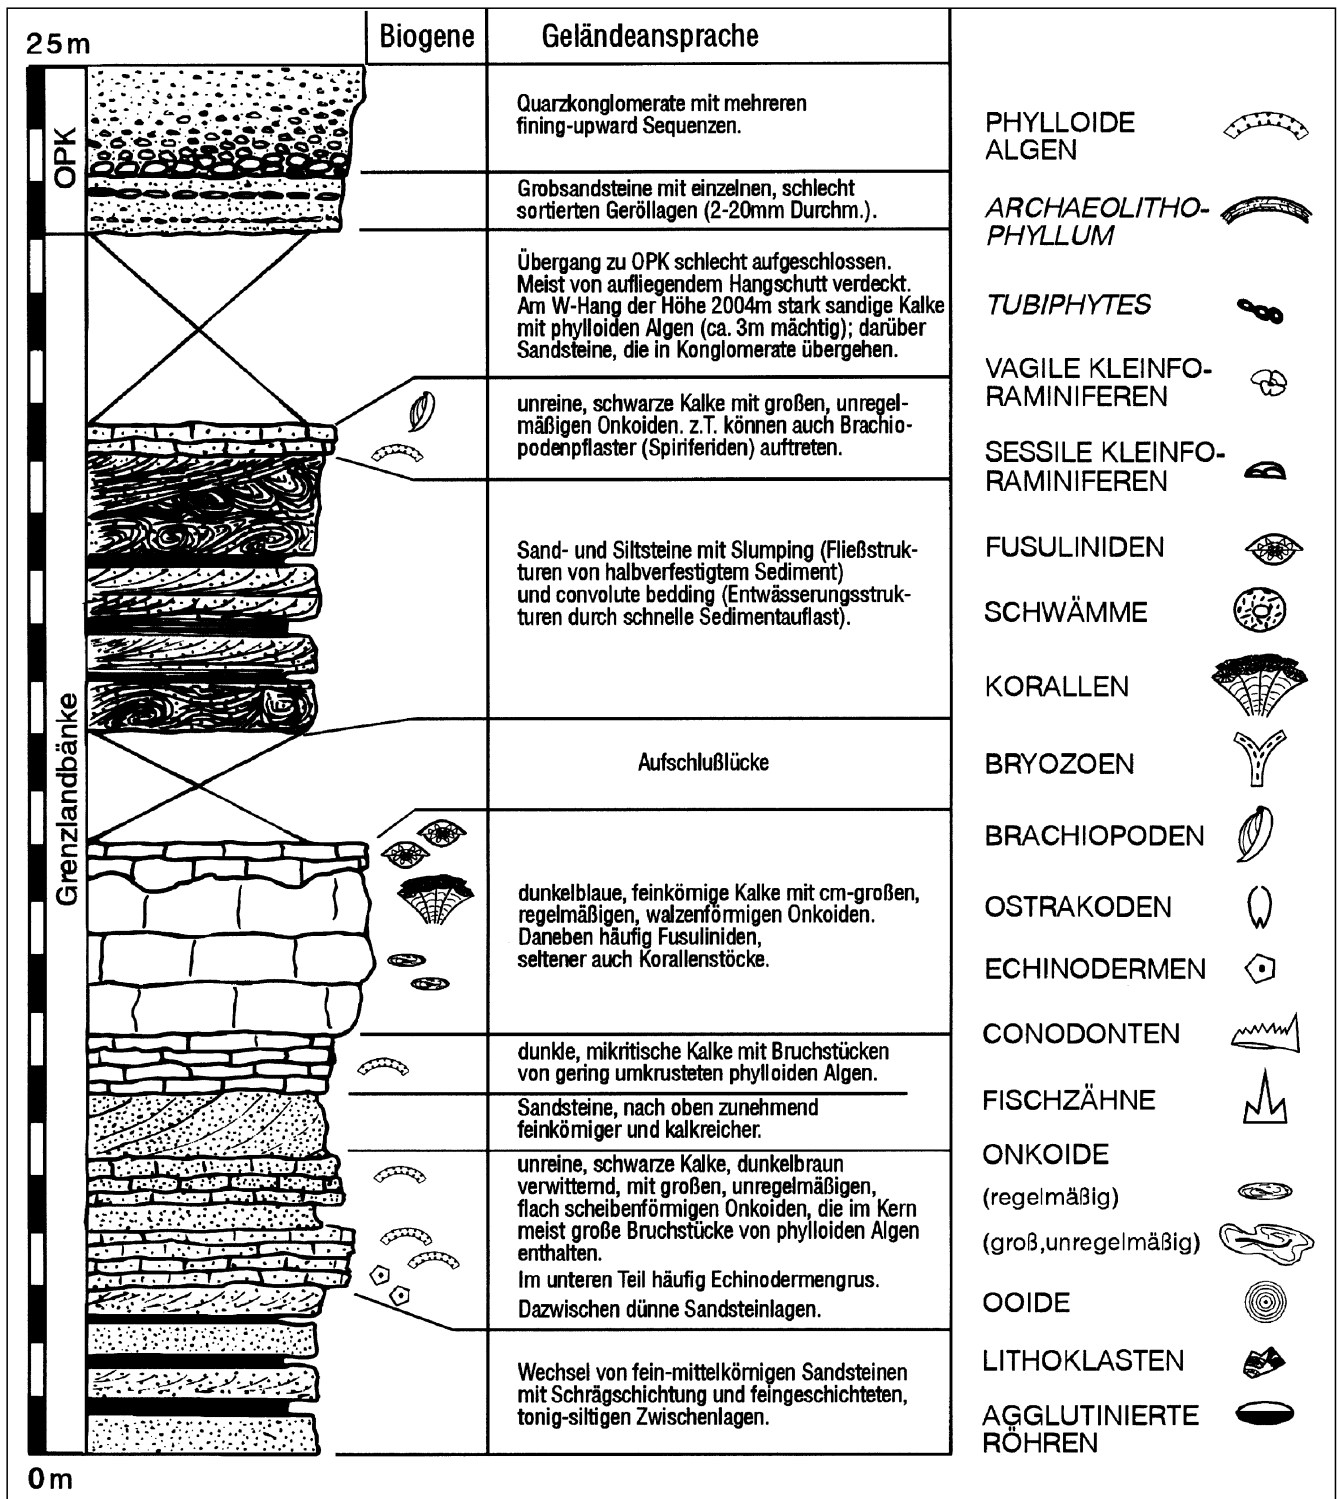 25m
Biogene
Geländeansprache
OPK
Grenzlandbänke
Quarzkonglomerate mit mehreren
fining-upward Sequenzen.
Grobsandsteine mit einzelnen, schlecht
sortierten Geröllagen (2-20mm Durchm.).
Übergang zu OPK schlecht aufgeschlossen.
Meist von aufliegendem Hangschutt verdeckt.
Am W-Hang der Höhe 2004m stark sandige Kalke
mit phylloiden Algen (ca. 3m mächtig); darüber
Sandsteine, die in Konglomerate übergehen.
unreine, schwarze Kalke mit großen, unregel-
mäßigen Onkoiden. z.T. können auch Brachio-
podenpflaster (Spiriferiden) auftreten.
Sand- und Siltsteine mit Slumping (Fließstruk-
turen von halbverfestigtem Sediment)
und convolute bedding (Entwässerungsstruk-
turen durch schnelle Sedimentauflast).
Aufschlußlücke
dunkelblaue, feinkörnige Kalke mit cm-großen,
regelmäßigen, walzenförmigen Onkoiden.
Daneben häufig Fusuliniden,
seltener auch Korallenstöcke.
dunkle, mikritische Kalke mit Bruchstücken
von gering umkrusteten phylloiden Algen.
Sandsteine, nach oben zunehmend
feinkörniger und kalkreicher.
unreine, schwarze Kalke, dunkelbraun
verwitternd, mit großen, unregelmäßigen,
flach scheibenförmigen Onkoiden, die im Kern
meist große Bruchstücke von phylloiden Algen
enthalten.
Im unteren Teil häufig Echinodermengrus.
Dazwischen dünne Sandsteinlagen.
Wechsel von fein-mittelkörnigen Sandsteinen
mit Schrägschichtung und feingeschichteten,
tonig-siltigen Zwischenlagen.
0m
PHYLLOIDE
ALGEN
ARCHAEOLITHO-
PHYLLUM
TUBIPHYTES
VAGILE KLEINFO-
RAMINIFEREN
SESSILE KLEINFO-
RAMINIFEREN
FUSULINIDEN
SCHWÄMME
KORALLEN
BRYOZOEN
BRACHIOPODEN
OSTRAKODEN
ECHINODERMEN
CONODONTEN
FISCHZÄHNE
ONKOIDE
(regelmäßig)
(groß,unregelmäßig)
OOIDE
LITHOKLASTEN
AGGLUTINIERTE
RÖHREN